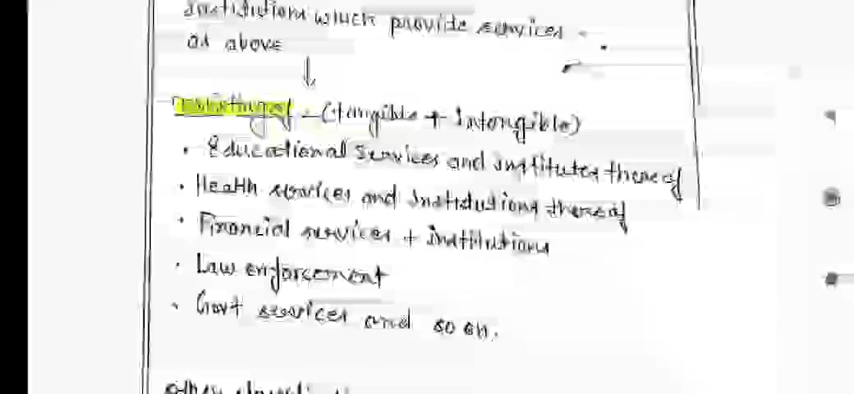 institutions which provide services
as above
↓
- (tangible + intangible)
• Educational services and institutes thereof
• Health services and institutions thereof
• Financial services + institutions
• Law enforcement
• Govt services and so on.
other